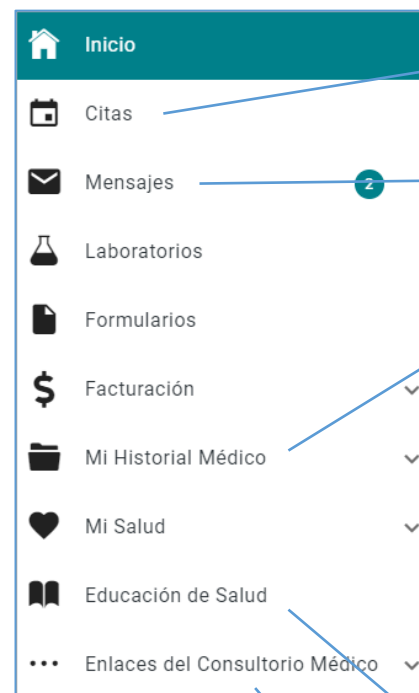 Inicio
Citas
Mensajes 2
Laboratorios
Formularios
Facturación
Mi Historial Médico
Mi Salud
Educación de Salud
Enlaces del Consultorio Médico